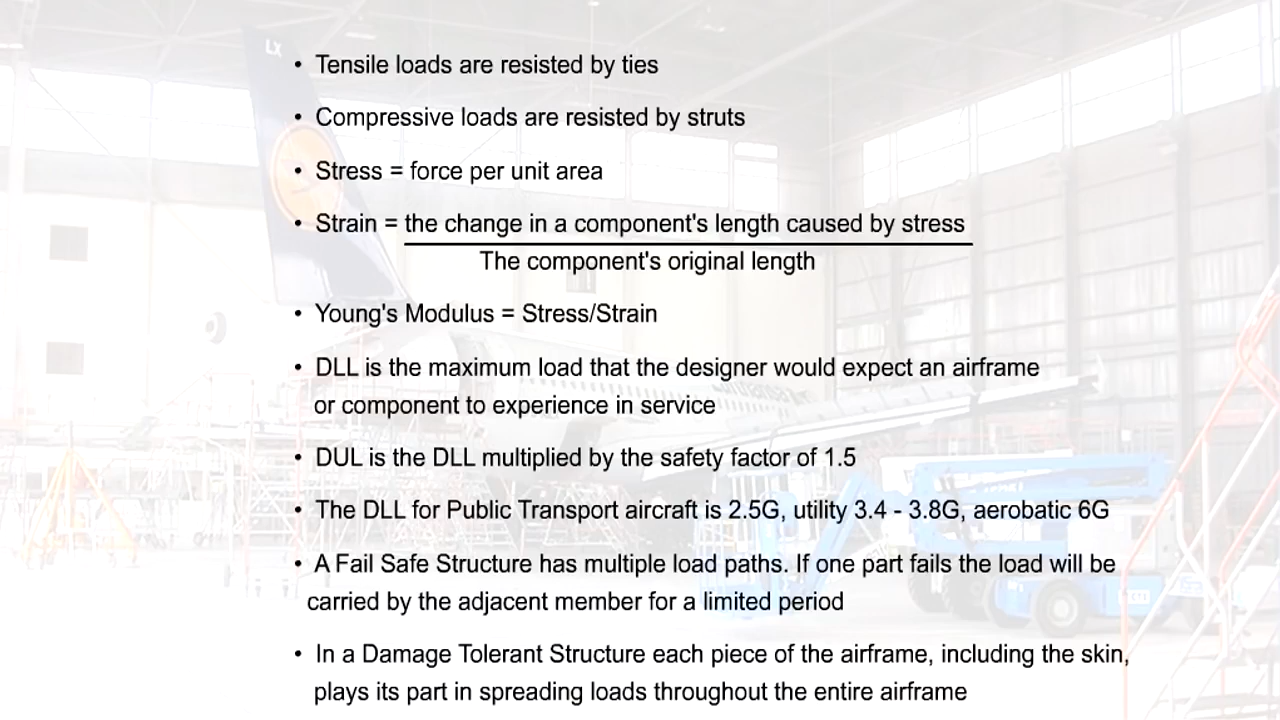 LX
• Tensile loads are resisted by ties
• Compressive loads are resisted by struts
• Stress = force per unit area
• Strain = the change in a component's length caused by stress
The component's original length
• Young's Modulus = Stress/Strain
• DLL is the maximum load that the designer would expect an airframe
or component to experience in service
• DUL is the DLL multiplied by the safety factor of 1.5
• The DLL for Public Transport aircraft is 2.5G, utility 3.4 - 3.8G, aerobatic 6G
• A Fail Safe Structure has multiple load paths. If one part fails the load will be
carried by the adjacent member for a limited period
• In a Damage Tolerant Structure each piece of the airframe, including the skin,
plays its part in spreading loads throughout the entire airframe